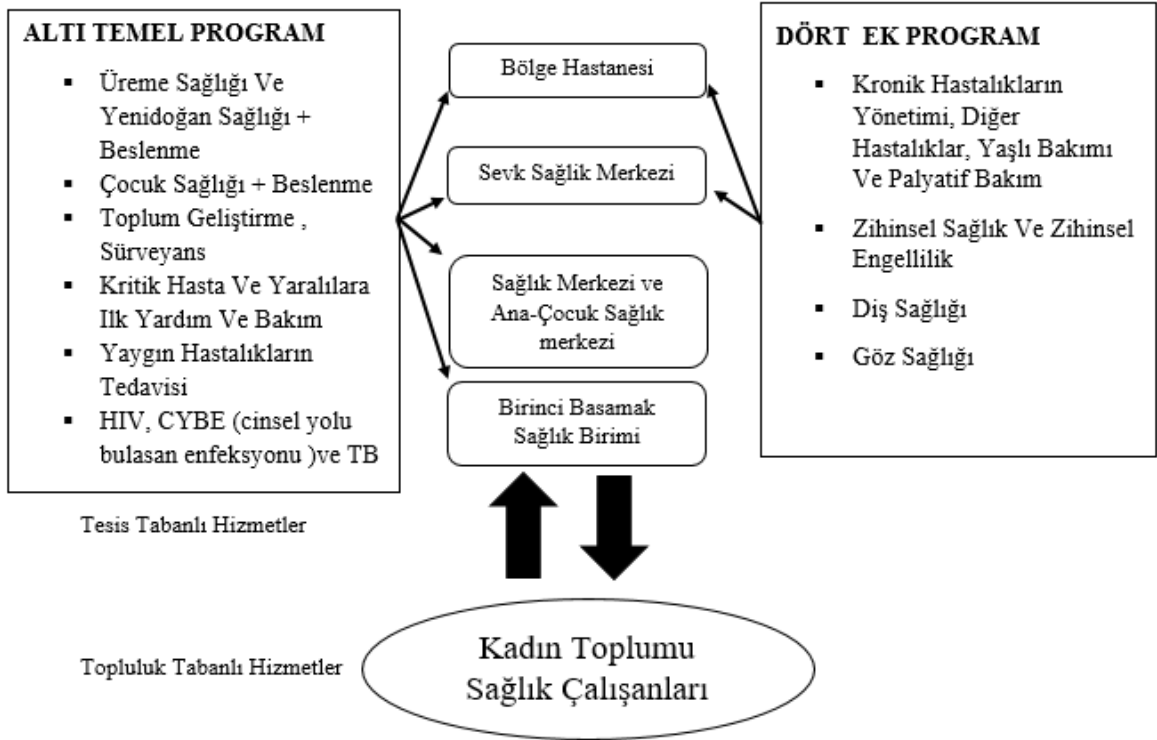 ALTI TEMEL PROGRAM
▪ Üreme Sağlığı Ve
Yenidoğan Sağlığı +
Beslenme
▪ Çocuk Sağlığı + Beslenme
▪ Toplum Geliştirme ,
Sürveyans
▪ Kritik Hasta Ve Yaralılara
Ilk Yardım Ve Bakım
▪ Yaygın Hastalıkların
Tedavisi
▪ HIV, CYBE (cinsel yolu
bulasan enfeksyonu )ve TB
Bölge Hastanesi
Sevk Sağlik Merkezi
Sağlık Merkezi ve
Ana-Çocuk Sağlık
merkezi
Birinci Basamak
Sağlık Birimi
DÖRT EK PROGRAM
▪ Kronik Hastalıkların
Yönetimi, Diğer
Hastalıklar, Yaşlı Bakımı
Ve Palyatif Bakım
▪ Zihinsel Sağlık Ve Zihinsel
Engellilik
▪ Diş Sağlığı
▪ Göz Sağlığı
Tesis Tabanlı Hizmetler
Topluluk Tabanlı Hizmetler
Kadın Toplumu
Sağlık Çalışanları